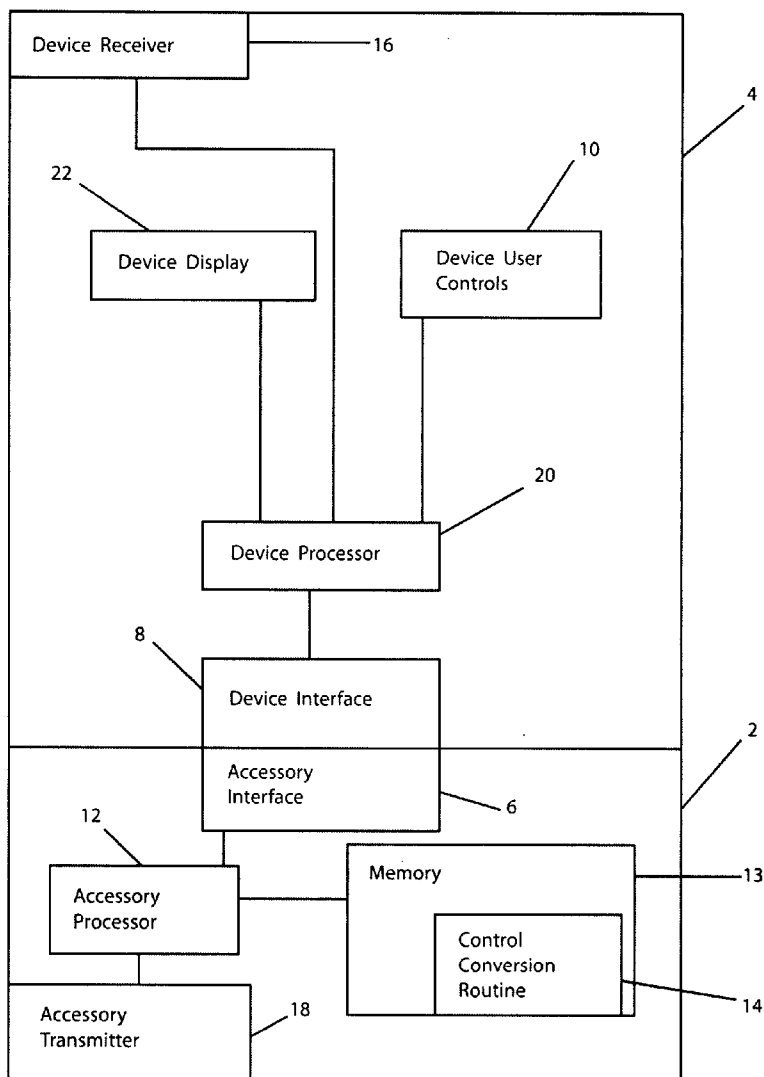 Device Receiver
16
4
22
10
Device Display
Device User
Controls
20
Device Processor
8
Device Interface
2
Accessory
Interface
6
12
Memory
13
Accessory
Processor
Control
Conversion
Routine
14
18
Accessory
Transmitter